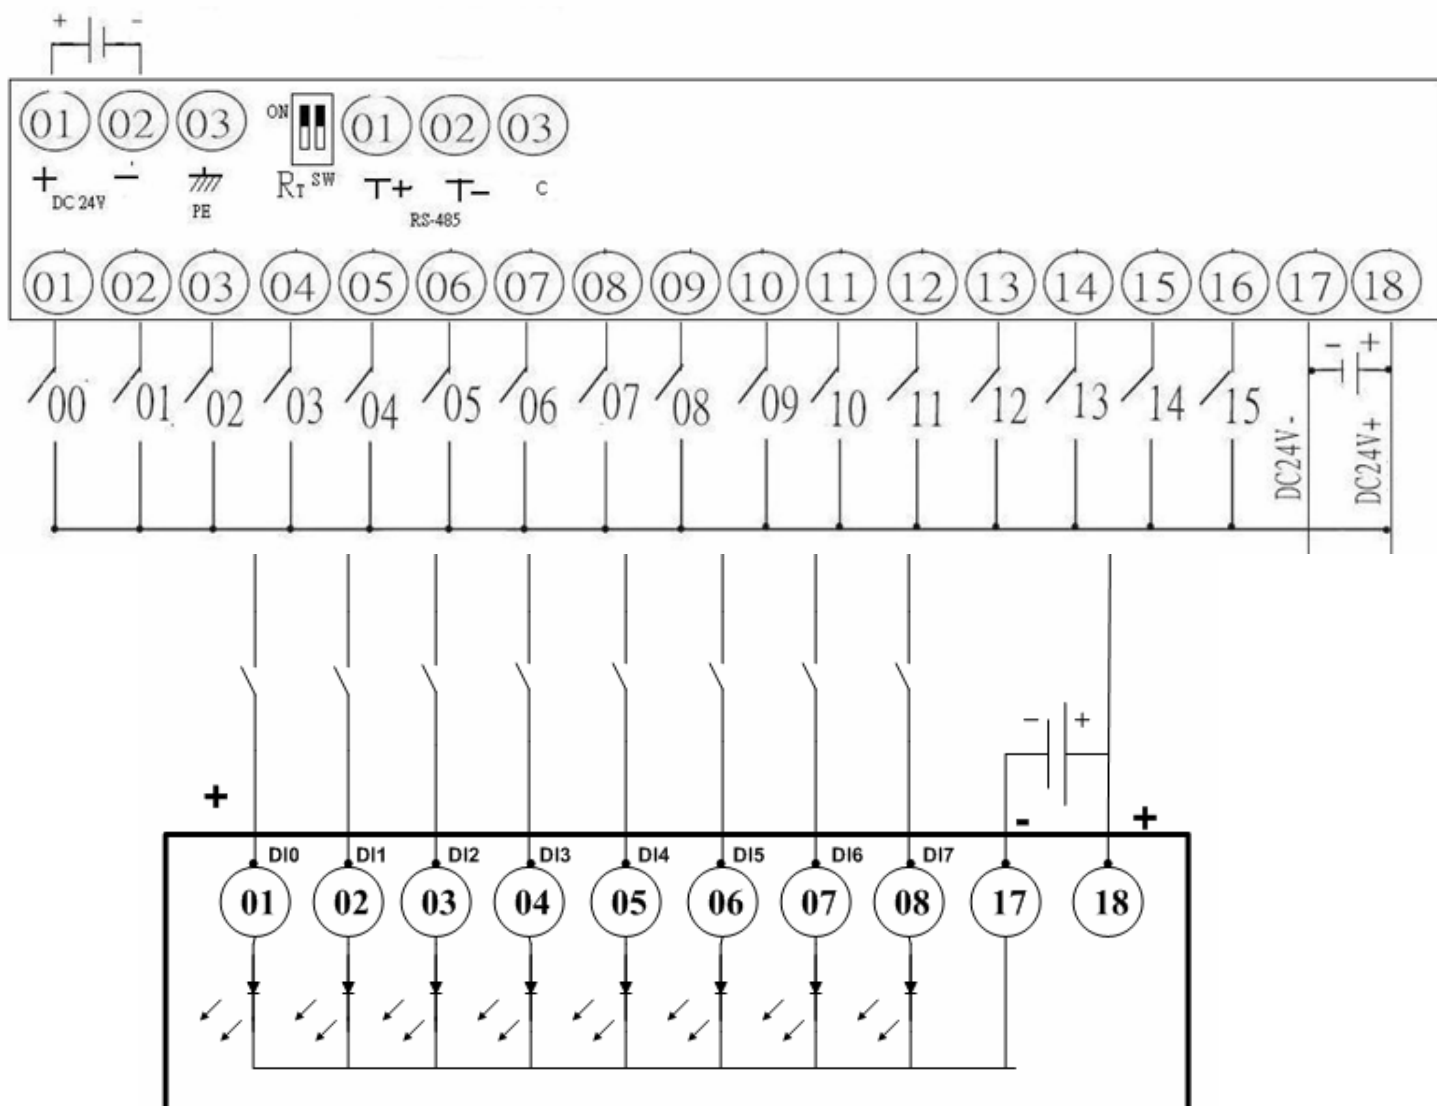 + -
01 02 03 ON 01 02 03
+ DC 24V - PE RT SW T+ T- C
RS-485
01 02 03 04 05 06 07 08 09 10 11 12 13 14 15 16 17 18
- +
00 01 02 03 04 05 06 07 08 09 10 11 12 13 14 15
DC24V- DC24V+
- +
+ - +
DI0 DI1 DI2 DI3 DI4 DI5 DI6 DI7
01 02 03 04 05 06 07 08 17 18